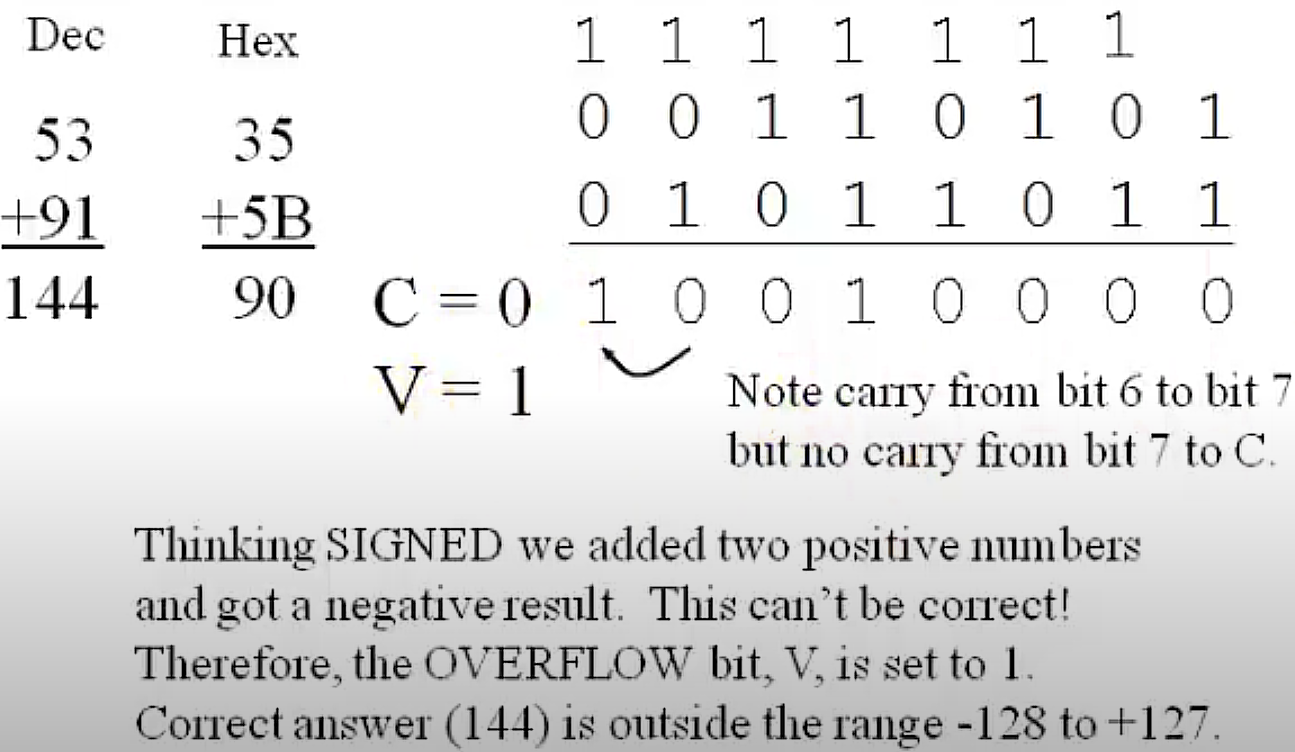 Dec Hex 1 1 1 1 1 1 1
53 35 0 0 1 1 0 1 0 1
+91 +5B 0 1 0 1 1 0 1 1
144 90 C = 0 1 0 0 1 0 0 0 0
V = 1
Note carry from bit 6 to bit 7
but no carry from bit 7 to C.
Thinking SIGNED we added two positive numbers
and got a negative result. This can't be correct!
Therefore, the OVERFLOW bit, V, is set to 1.
Correct answer (144) is outside the range -128 to +127.